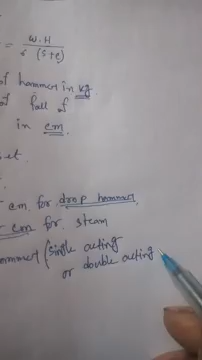 = W.H
6 (s+e)
of hammer in kg.
of fall of
in cm.
et.
cm. for drop hammer.
cm for steam
hammer (single acting
or double acting